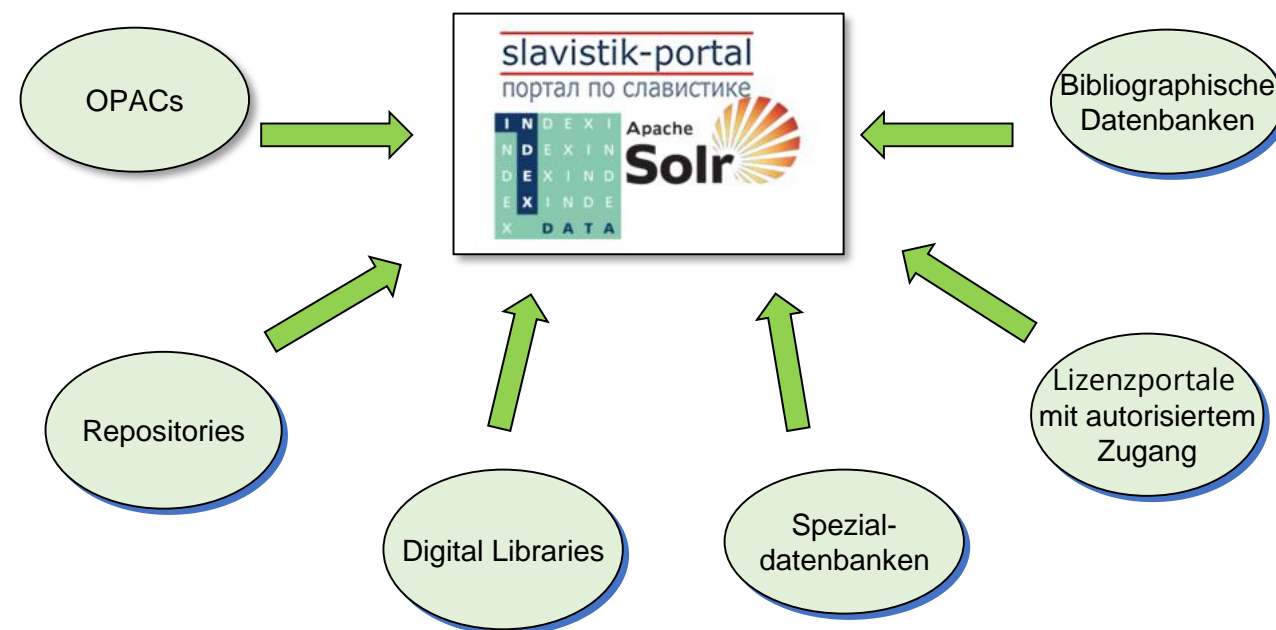 slavistik-portal
портал по славистике
I N D E X I
N D E X I N
D E X I N D
E X I N D E
X D A T A
Apache
Solr
OPACs
Bibliographische
Datenbanken
Repositories
Lizenzportale
mit autorisiertem
Zugang
Digital Libraries
Spezial-
datenbanken